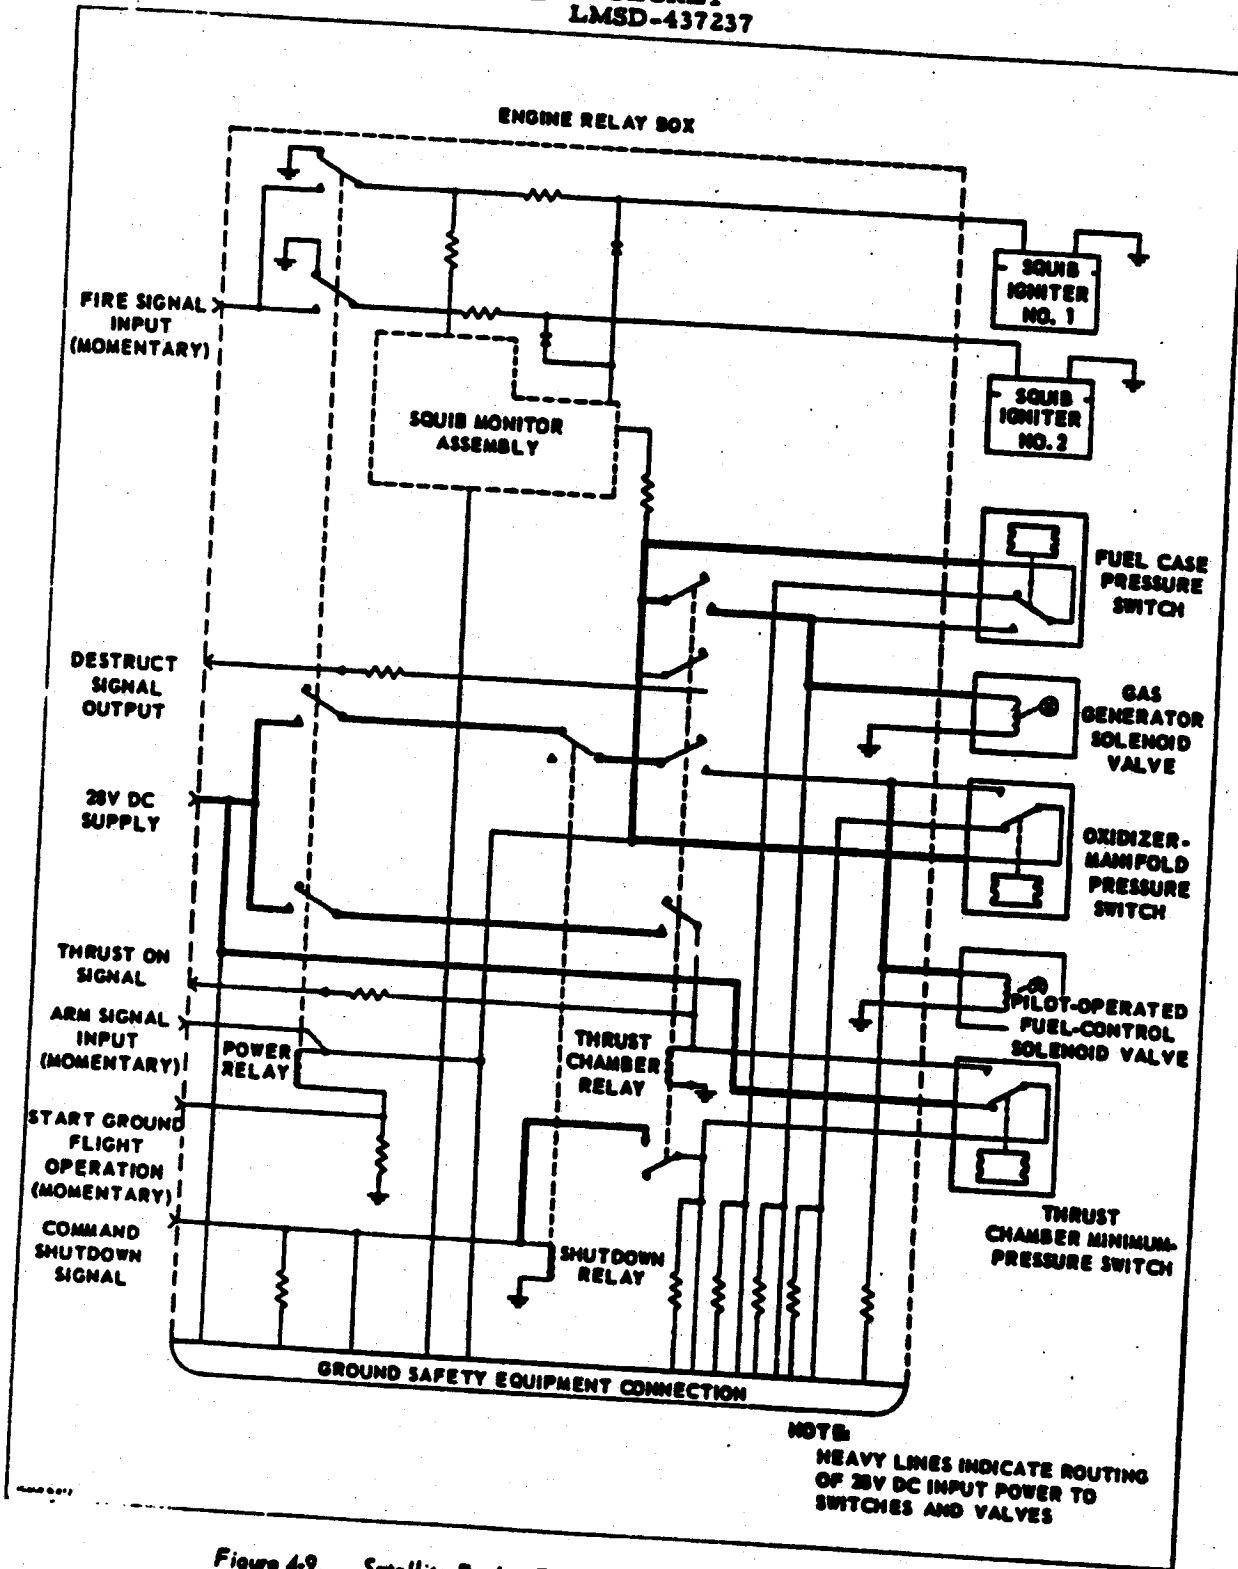 LMSD-437237
ENGINE RELAY BOX
SQUIB
IGNITER
NO. 1
FIRE SIGNAL
INPUT
(MOMENTARY)
SQUIB
IGNITER
NO. 2
SQUIB MONITOR
ASSEMBLY
FUEL CASE
PRESSURE
SWITCH
DESTRUCT
SIGNAL
OUTPUT
GAS
GENERATOR
SOLENOID
VALVE
28V DC
SUPPLY
OXIDIZER-
MANIFOLD
PRESSURE
SWITCH
THRUST ON
SIGNAL
ARM SIGNAL
INPUT
(MOMENTARY)
POWER
RELAY
THRUST
CHAMBER
RELAY
PILOT-OPERATED
FUEL-CONTROL
SOLENOID VALVE
START GROUND
FLIGHT
OPERATION
(MOMENTARY)
COMMAND
SHUTDOWN
SIGNAL
SHUTDOWN
RELAY
THRUST
CHAMBER MINIMUM-
PRESSURE SWITCH
GROUND SAFETY EQUIPMENT CONNECTION
NOTE:
HEAVY LINES INDICATE ROUTING
OF 28V DC INPUT POWER TO
SWITCHES AND VALVES
Figure 4-9